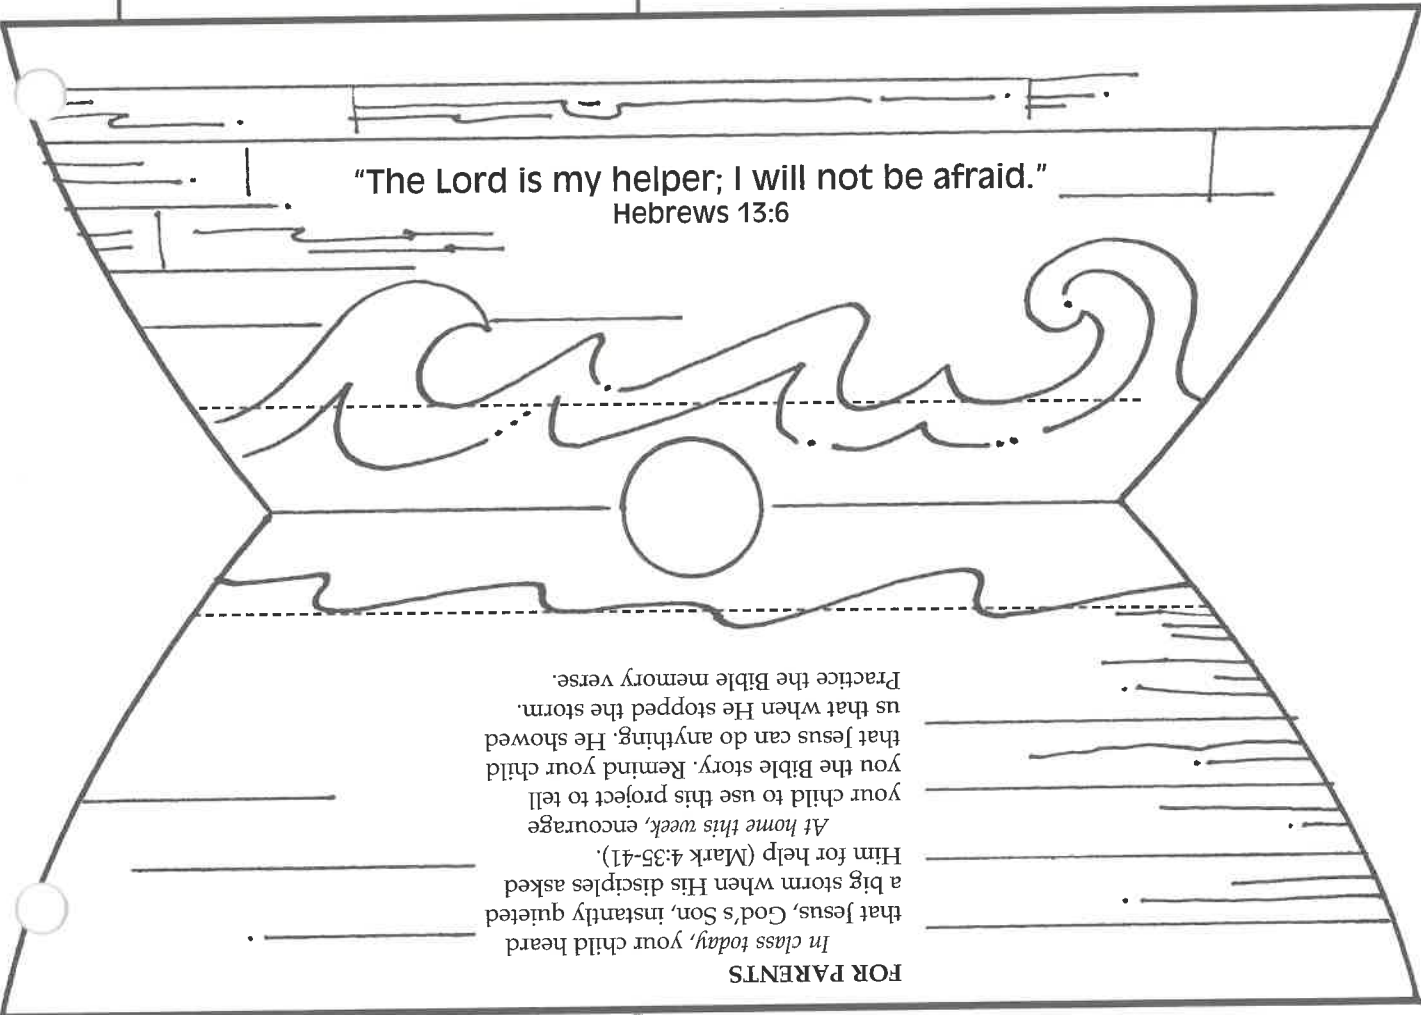 “The Lord is my helper; I will not be afraid.”
Hebrews 13:6
FOR PARENTS
In class today, your child heard
that Jesus, God's Son, instantly quieted
a big storm when His disciples asked
Him for help (Mark 4:35-41).
At home this week, encourage
your child to use this project to tell
you the Bible story. Remind your child
that Jesus can do anything. He showed
us that when He stopped the storm.
Practice the Bible memory verse.